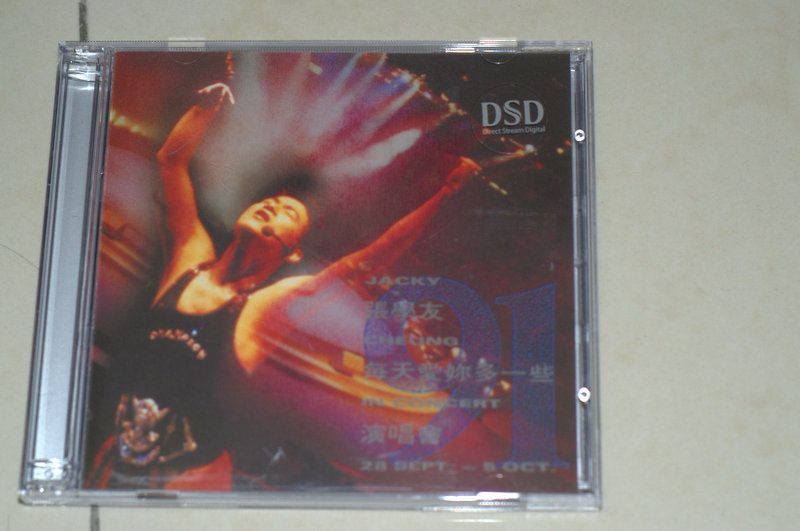 DSD
Direct Stream Digital
JACKY
張學友
CHEUNG
91
每天愛妳多一些
IN CONCERT
演唱會
28 SEPT. ~ 5 OCT.
CHAMPION